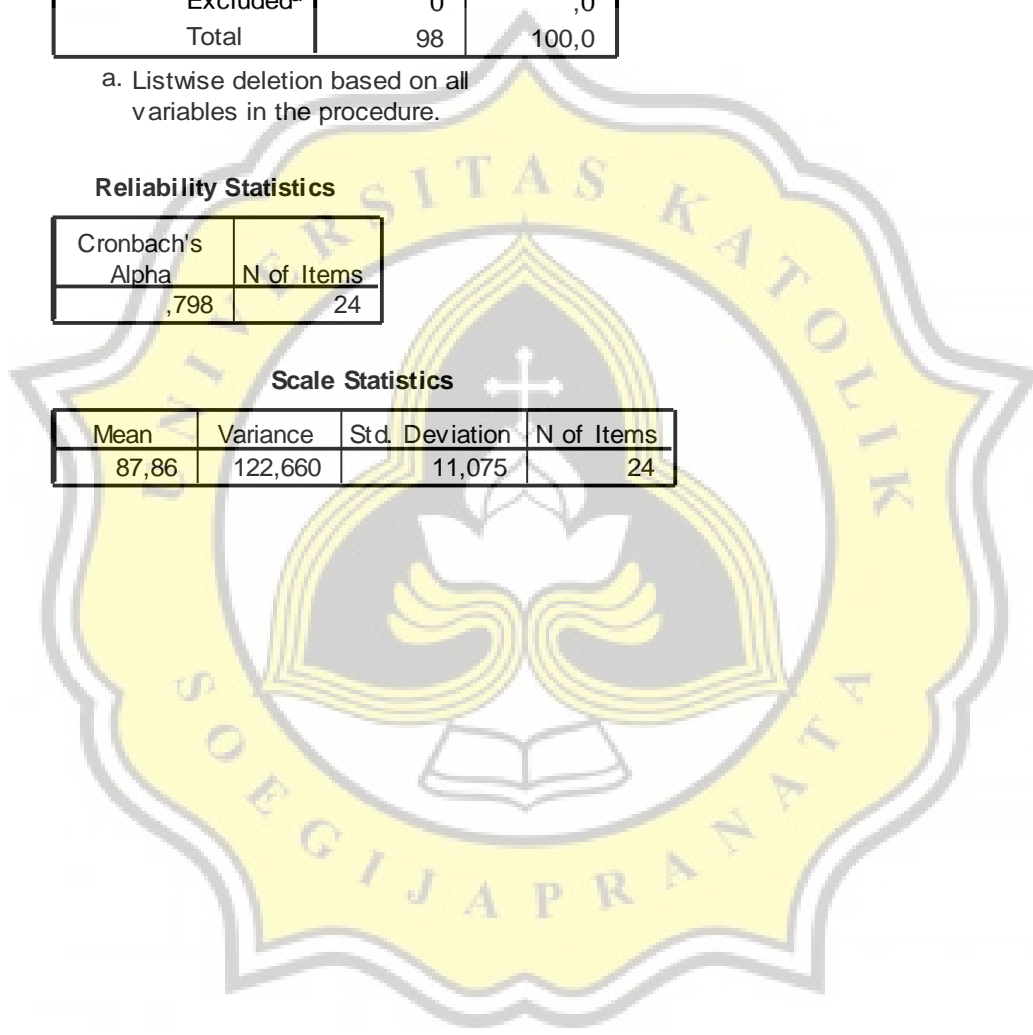 Excludedᵃ 0 ,0
Total 98 100,0
a. Listwise deletion based on all
variables in the procedure.
Reliability Statistics
Cronbach's
Alpha N of Items
,798 24
Scale Statistics
Mean Variance Std. Deviation N of Items
87,86 122,660 11,075 24
UNIVERSITAS KATOLIK
SOEGIJAPRANATA